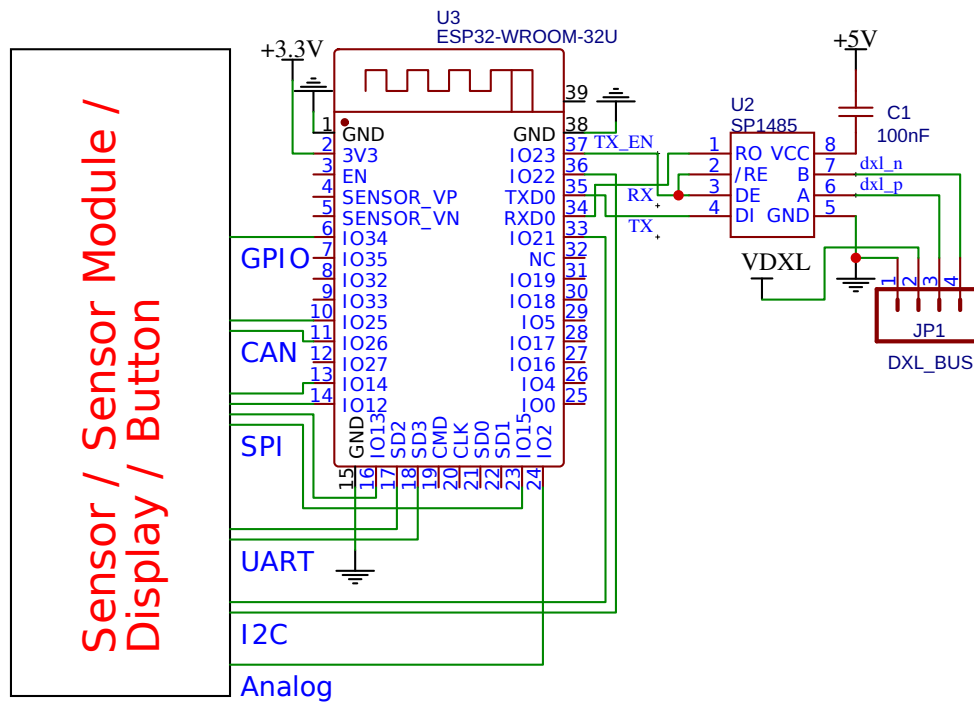 Sensor / Sensor Module /
Display / Button
GPIO
CAN
SPI
UART
I2C
Analog
+3.3V
U3
ESP32-WROOM-32U
1 GND
2 3V3
3 EN
4 SENSOR_VP
5 SENSOR_VN
6 IO34
7 IO35
8 IO32
9 IO33
10 IO25
11 IO26
12 IO27
13 IO14
14 IO12
15 GND
16 IO13
17 SD2
18 SD3
19 CMD
20 CLK
21 SD0
22 SD1
23 IO15
24 IO2
39
GND 38
IO23 37
IO22 36
TXD0 35
RXD0 34
IO21 33
NC 32
IO19 31
IO18 30
IO5 29
IO17 28
IO16 27
IO4 26
IO0 25
TX_EN
RX
TX
U2
SP1485
1 RO VCC 8
2 /RE B 7
3 DE A 6
4 DI GND 5
+5V
C1
100nF
dxl_n
dxl_p
VDXL
1 2 3 4
JP1
DXL_BUS